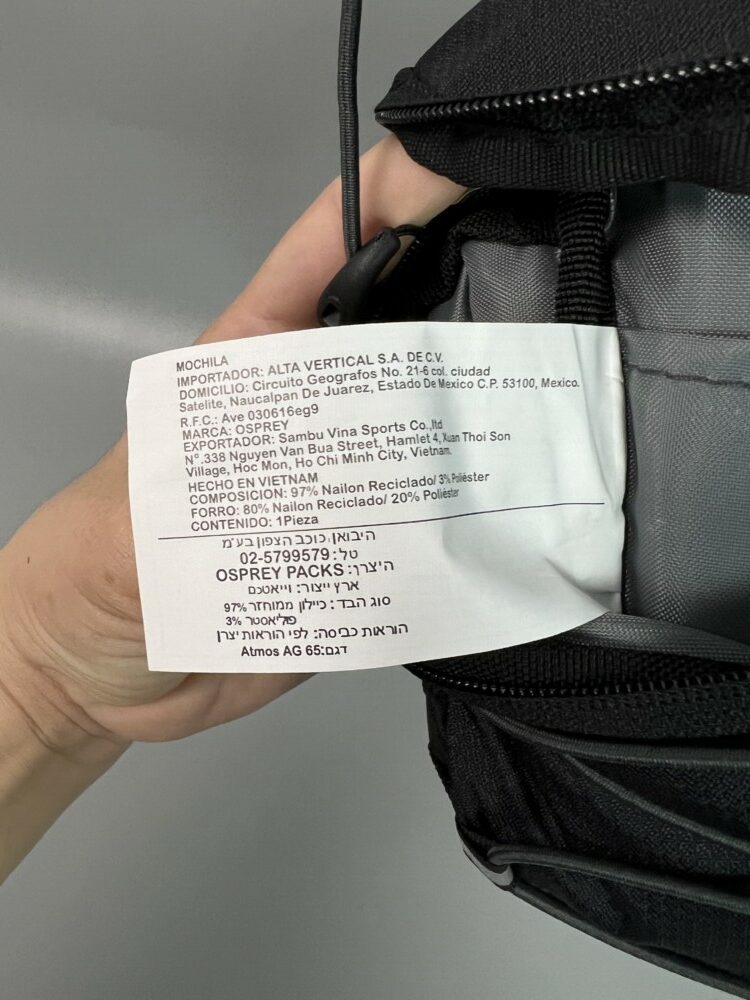 MOCHILA
IMPORTADOR: ALTA VERTICAL S.A. DE C.V.
DOMICILIO: Circuito Geografos No. 21-6 col. ciudad
Satelite, Naucalpan De Juarez, Estado De Mexico C.P. 53100, Mexico.
R.F.C.: Ave 030616eg9
MARCA: OSPREY
EXPORTADOR: Sambu Vina Sports Co.,ltd
Nº.338 Nguyen Van Bua Street, Hamlet 4, Xuan Thoi Son
Village, Hoc Mon, Ho Chi Minh City, Vietnam.
HECHO EN VIETNAM
COMPOSICION: 97% Nailon Reciclado/ 3% Poliéster
FORRO: 80% Nailon Reciclado/ 20% Poliéster
CONTENIDO: 1Pieza
היבואן: כוכב הצפון בע״מ
טל: 02-5799579
היצרן: OSPREY PACKS
ארץ ייצור: וייאטכם
סוג הבד: כיילון ממוחזר 97%
פוליאסטר 3%
הוראות כביסה: לפי הוראות יצרן
דגם: Atmos AG 65